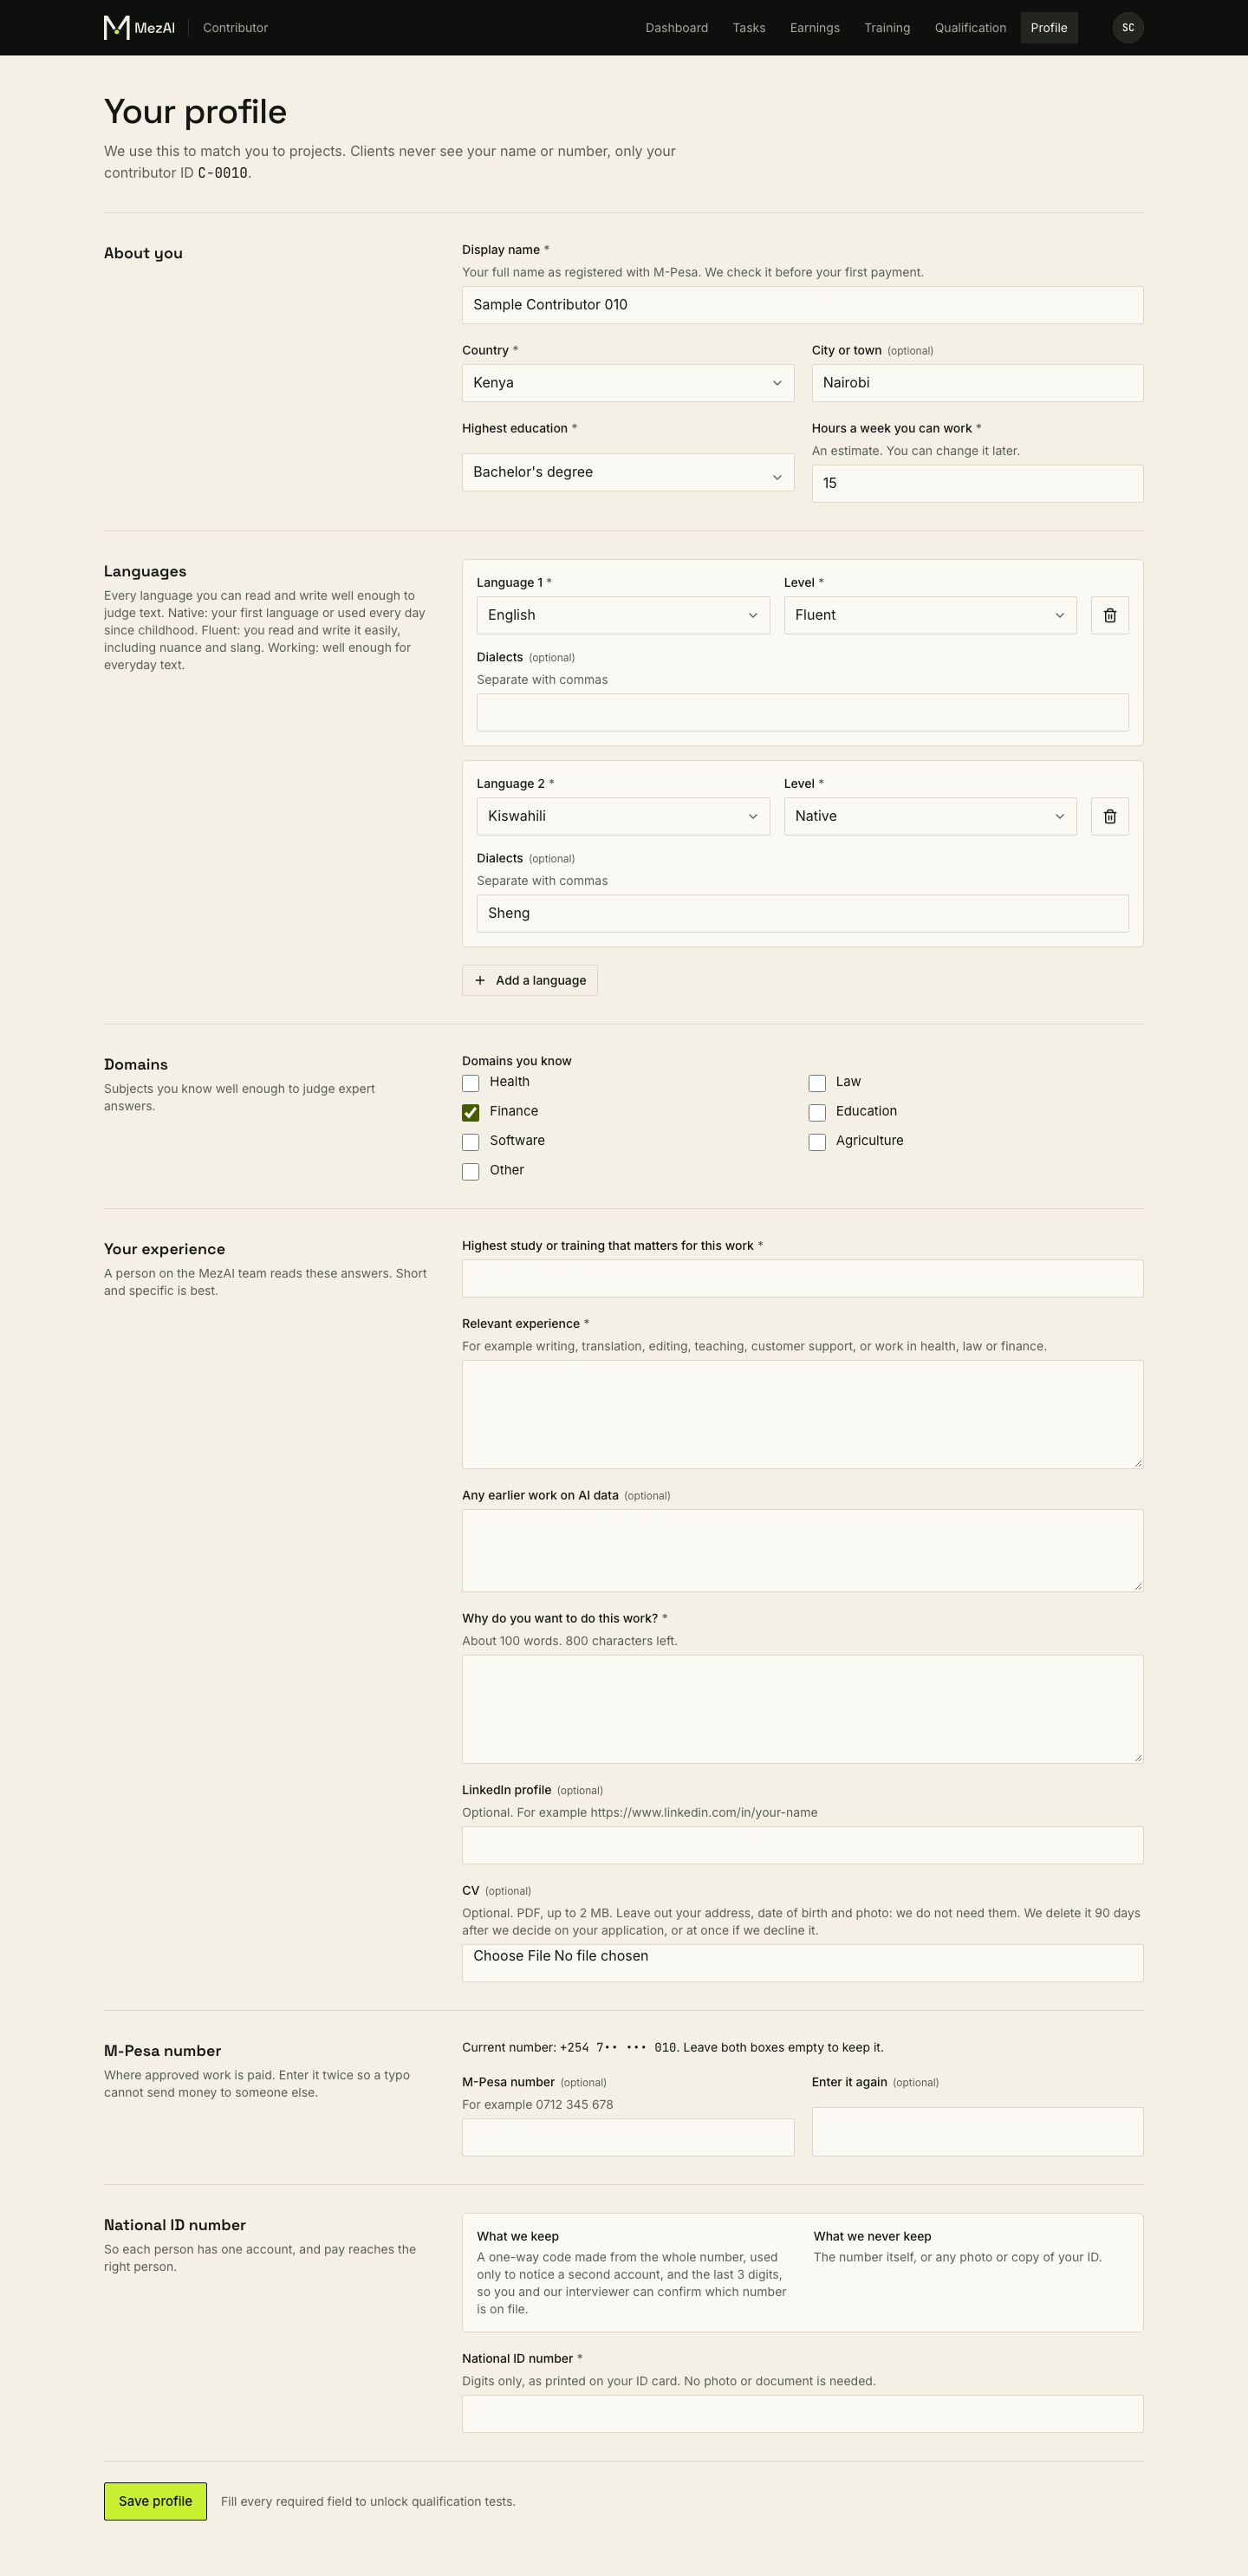 MezAI
Contributor
Dashboard
Tasks
Earnings
Training
Qualification
Profile
SC
Your profile
We use this to match you to projects. Clients never see your name or number, only your
contributor ID C-0010.
About you
Display name *
Your full name as registered with M-Pesa. We check it before your first payment.
Sample Contributor 010
Country *
Kenya
City or town (optional)
Nairobi
Highest education *
Bachelor's degree
Hours a week you can work *
An estimate. You can change it later.
15
Languages
Every language you can read and write well enough to
judge text. Native: your first language or used every day
since childhood. Fluent: you read and write it easily,
including nuance and slang. Working: well enough for
everyday text.
Language 1 *
English
Level *
Fluent
Dialects (optional)
Separate with commas
Language 2 *
Kiswahili
Level *
Native
Dialects (optional)
Separate with commas
Sheng
Add a language
Domains
Subjects you know well enough to judge expert
answers.
Domains you know
Health
Law
Finance
Education
Software
Agriculture
Other
Your experience
A person on the MezAI team reads these answers. Short
and specific is best.
Highest study or training that matters for this work *
Relevant experience *
For example writing, translation, editing, teaching, customer support, or work in health, law or finance.
Any earlier work on AI data (optional)
Why do you want to do this work? *
About 100 words. 800 characters left.
LinkedIn profile (optional)
Optional. For example https://www.linkedin.com/in/your-name
CV (optional)
Optional. PDF, up to 2 MB. Leave out your address, date of birth and photo: we do not need them. We delete it 90 days
after we decide on your application, or at once if we decline it.
Choose File No file chosen
M-Pesa number
Where approved work is paid. Enter it twice so a typo
cannot send money to someone else.
Current number: +254 7•• ••• 010. Leave both boxes empty to keep it.
M-Pesa number (optional)
For example 0712 345 678
Enter it again (optional)
National ID number
So each person has one account, and pay reaches the
right person.
What we keep
A one-way code made from the whole number, used
only to notice a second account, and the last 3 digits,
so you and our interviewer can confirm which number
is on file.
What we never keep
The number itself, or any photo or copy of your ID.
National ID number *
Digits only, as printed on your ID card. No photo or document is needed.
Save profile
Fill every required field to unlock qualification tests.